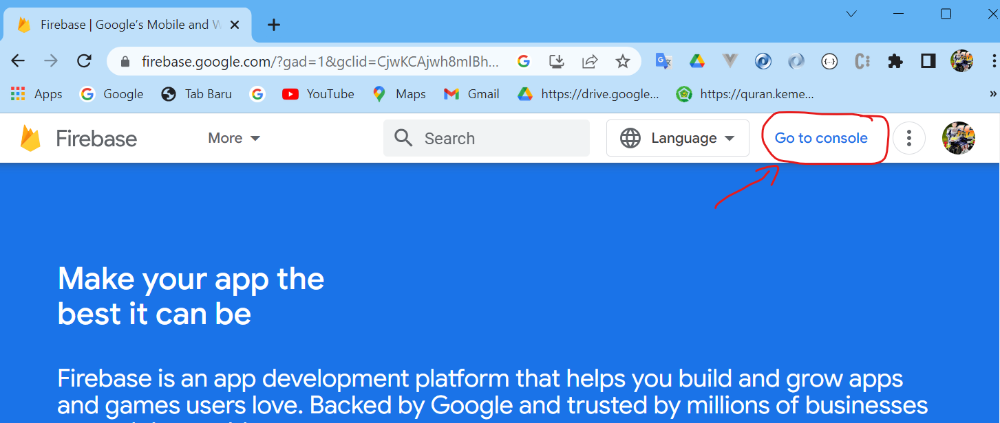 Firebase | Google's Mobile and W
firebase.google.com/?gad=1&gclid=CjwKCAjwh8mlBh...
Apps Google Tab Baru YouTube Maps Gmail https://drive.google... https://quran.keme... »
Firebase More Search Language Go to console
Make your app the
best it can be
Firebase is an app development platform that helps you build and grow apps
and games users love. Backed by Google and trusted by millions of businesses